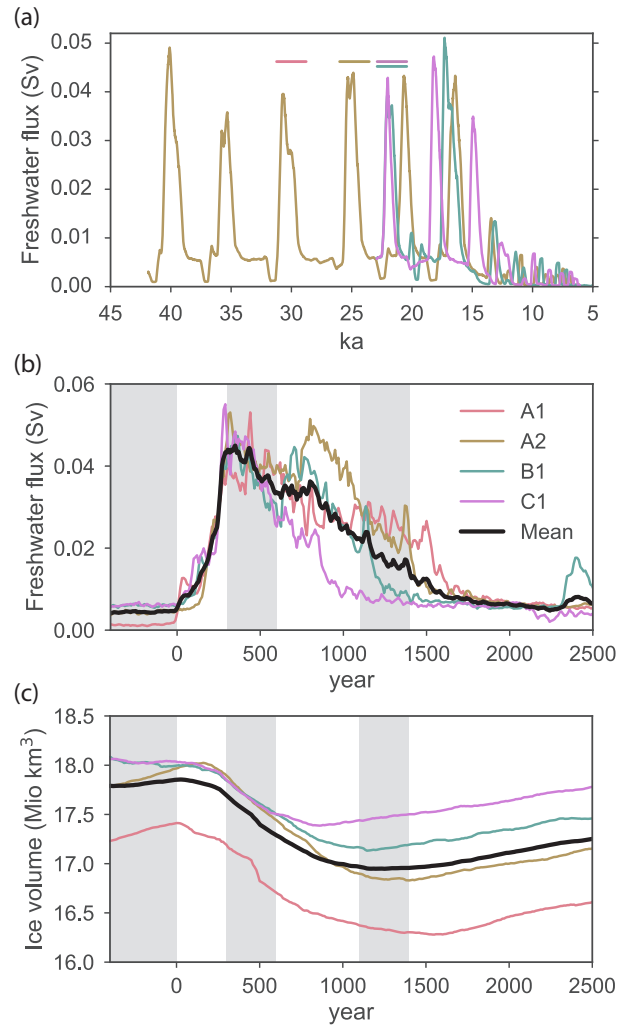 (a)
Freshwater flux (Sv)
0.05
0.04
0.03
0.02
0.01
0.00
45 40 35 30 25 20 15 10 5
ka
(b)
Freshwater flux (Sv)
0.06
0.04
0.02
0.00
A1
A2
B1
C1
Mean
0 500 1000 1500 2000 2500
year
(c)
Ice volume (Mio km³)
18.5
18.0
17.5
17.0
16.5
16.0
0 500 1000 1500 2000 2500
year